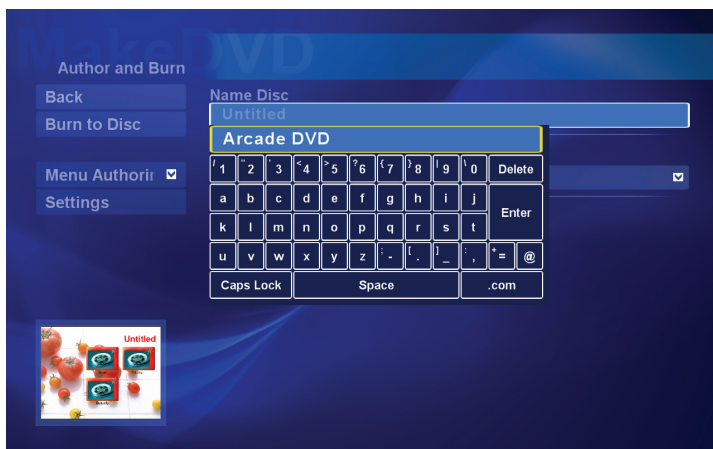 MakeDVD
Author and Burn
Back
Burn to Disc
Menu Authorin
Settings
Name Disc
Untitled
Arcade DVD
/ 1 " 2 ' 3 < 4 > 5 ? 6 { 7 } 8 | 9 \ 0 Delete
a b c d e f g h i j
Enter
k l m n o p q r s t
u v w x y z ; - [ . ] _ : , + = @
Caps Lock Space .com
Untitled